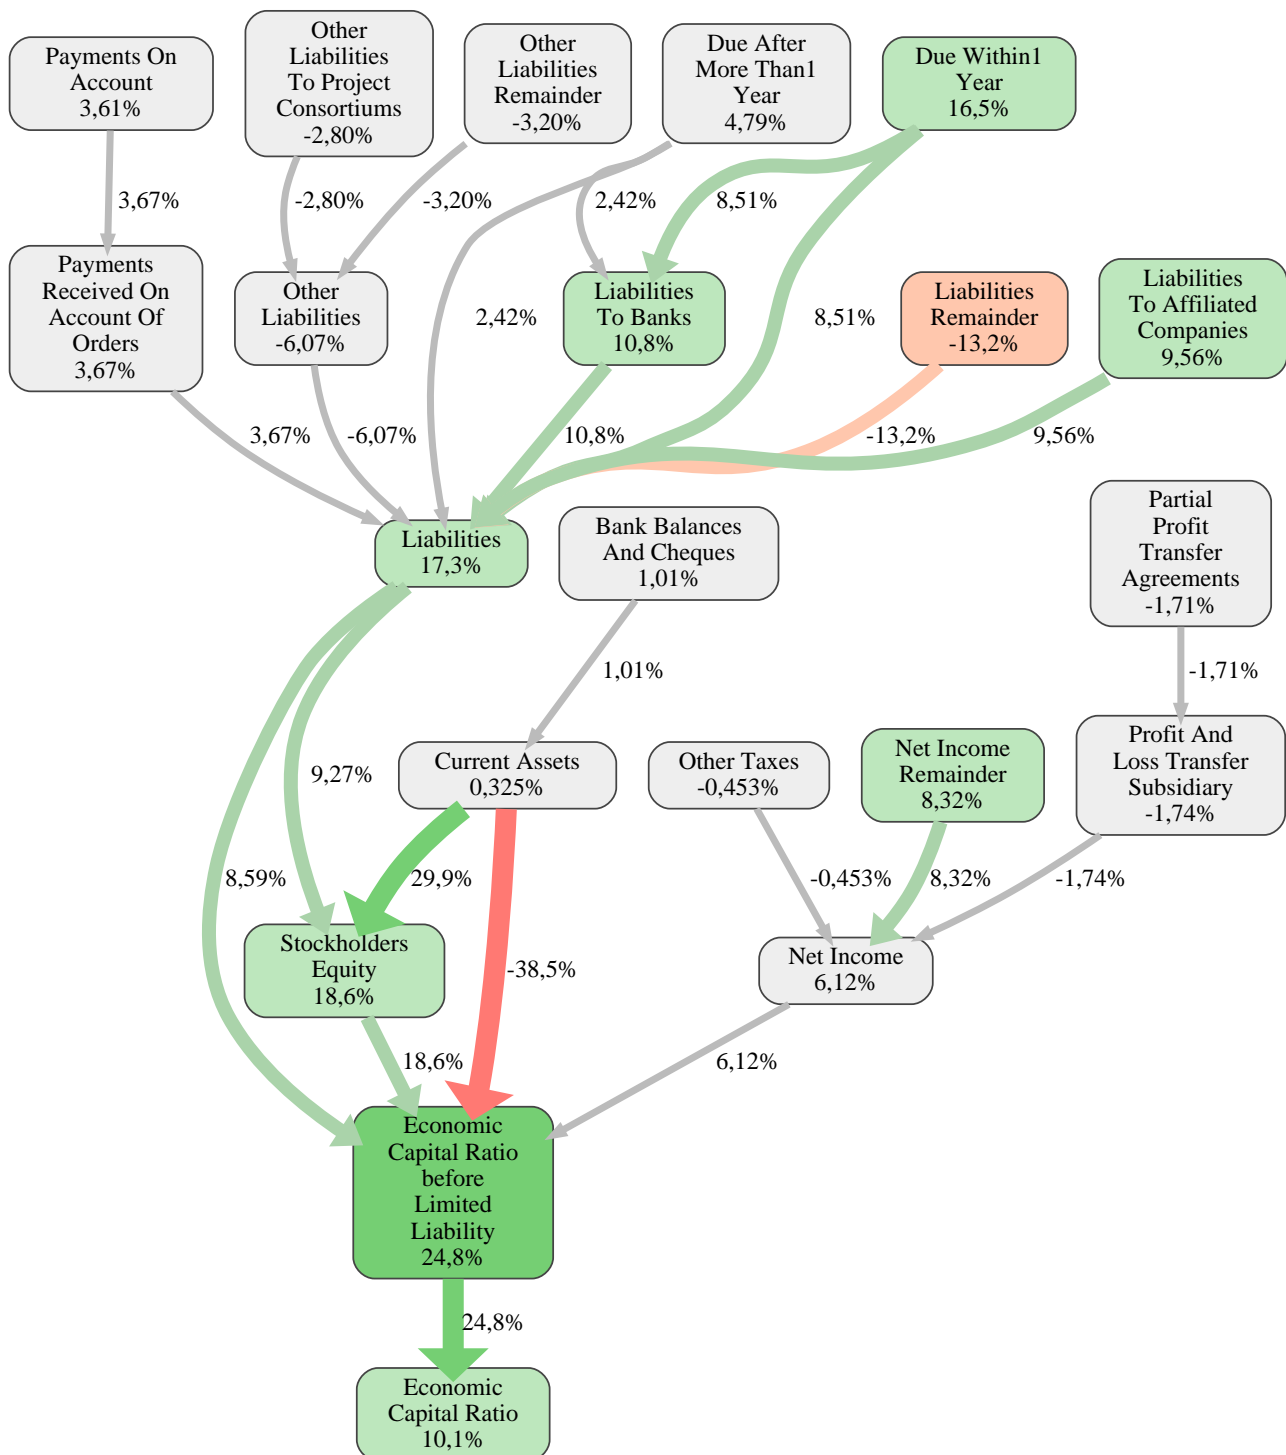 Payments On
Account
3,61%
Other
Liabilities
To Project
Consortiums
-2,80%
Other
Liabilities
Remainder
-3,20%
Due After
More Than1
Year
4,79%
Due Within1
Year
16,5%
3,67%
-2,80%
-3,20%
2,42%
8,51%
Payments
Received On
Account Of
Orders
3,67%
Other
Liabilities
-6,07%
2,42%
Liabilities
To Banks
10,8%
8,51%
Liabilities
Remainder
-13,2%
Liabilities
To Affiliated
Companies
9,56%
3,67%
-6,07%
10,8%
-13,2%
9,56%
Liabilities
17,3%
Bank Balances
And Cheques
1,01%
Partial
Profit
Transfer
Agreements
-1,71%
1,01%
-1,71%
9,27%
Current Assets
0,325%
Other Taxes
-0,453%
Net Income
Remainder
8,32%
Profit And
Loss Transfer
Subsidiary
-1,74%
8,59%
29,9%
-0,453%
8,32%
-1,74%
Stockholders
Equity
18,6%
-38,5%
Net Income
6,12%
18,6%
6,12%
Economic
Capital Ratio
before
Limited
Liability
24,8%
24,8%
Economic
Capital Ratio
10,1%